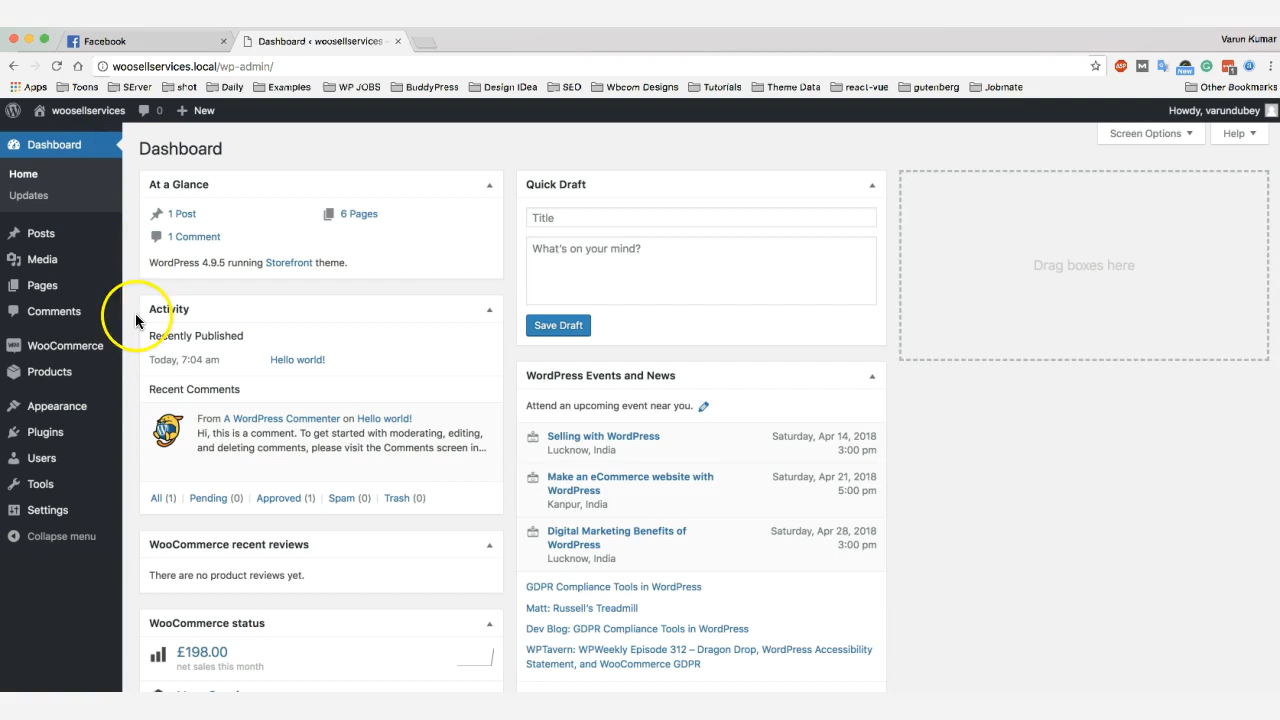 Facebook
Dashboard ‹ woosellservices –
Varun Kumar
woosellservices.local/wp-admin/
Apps Toons SErver shot Daily Examples WP JOBS BuddyPress Design IDea SEO Wbcom Designs Tutorials Theme Data react-vue gutenberg Jobmate Other Bookmarks
woosellservices 0 New Howdy, varundubey
Screen Options Help
Dashboard
Home
Updates
Posts
Media
Pages
Comments
WooCommerce
Products
Appearance
Plugins
Users
Tools
Settings
Collapse menu
Dashboard
At a Glance
1 Post 6 Pages
1 Comment
WordPress 4.9.5 running Storefront theme.
Activity
Recently Published
Today, 7:04 am Hello world!
Recent Comments
From A WordPress Commenter on Hello world!
Hi, this is a comment. To get started with moderating, editing,
and deleting comments, please visit the Comments screen in...
All (1) | Pending (0) | Approved (1) | Spam (0) | Trash (0)
WooCommerce recent reviews
There are no product reviews yet.
WooCommerce status
£198.00
net sales this month
Quick Draft
Title
What's on your mind?
Save Draft
WordPress Events and News
Attend an upcoming event near you.
Selling with WordPress Saturday, Apr 14, 2018
Lucknow, India 3:00 pm
Make an eCommerce website with Saturday, Apr 21, 2018
WordPress 5:00 pm
Kanpur, India
Digital Marketing Benefits of Saturday, Apr 28, 2018
WordPress 3:00 pm
Lucknow, India
GDPR Compliance Tools in WordPress
Matt: Russell's Treadmill
Dev Blog: GDPR Compliance Tools in WordPress
WPTavern: WPWeekly Episode 312 – Dragon Drop, WordPress Accessibility
Statement, and WooCommerce GDPR
Drag boxes here